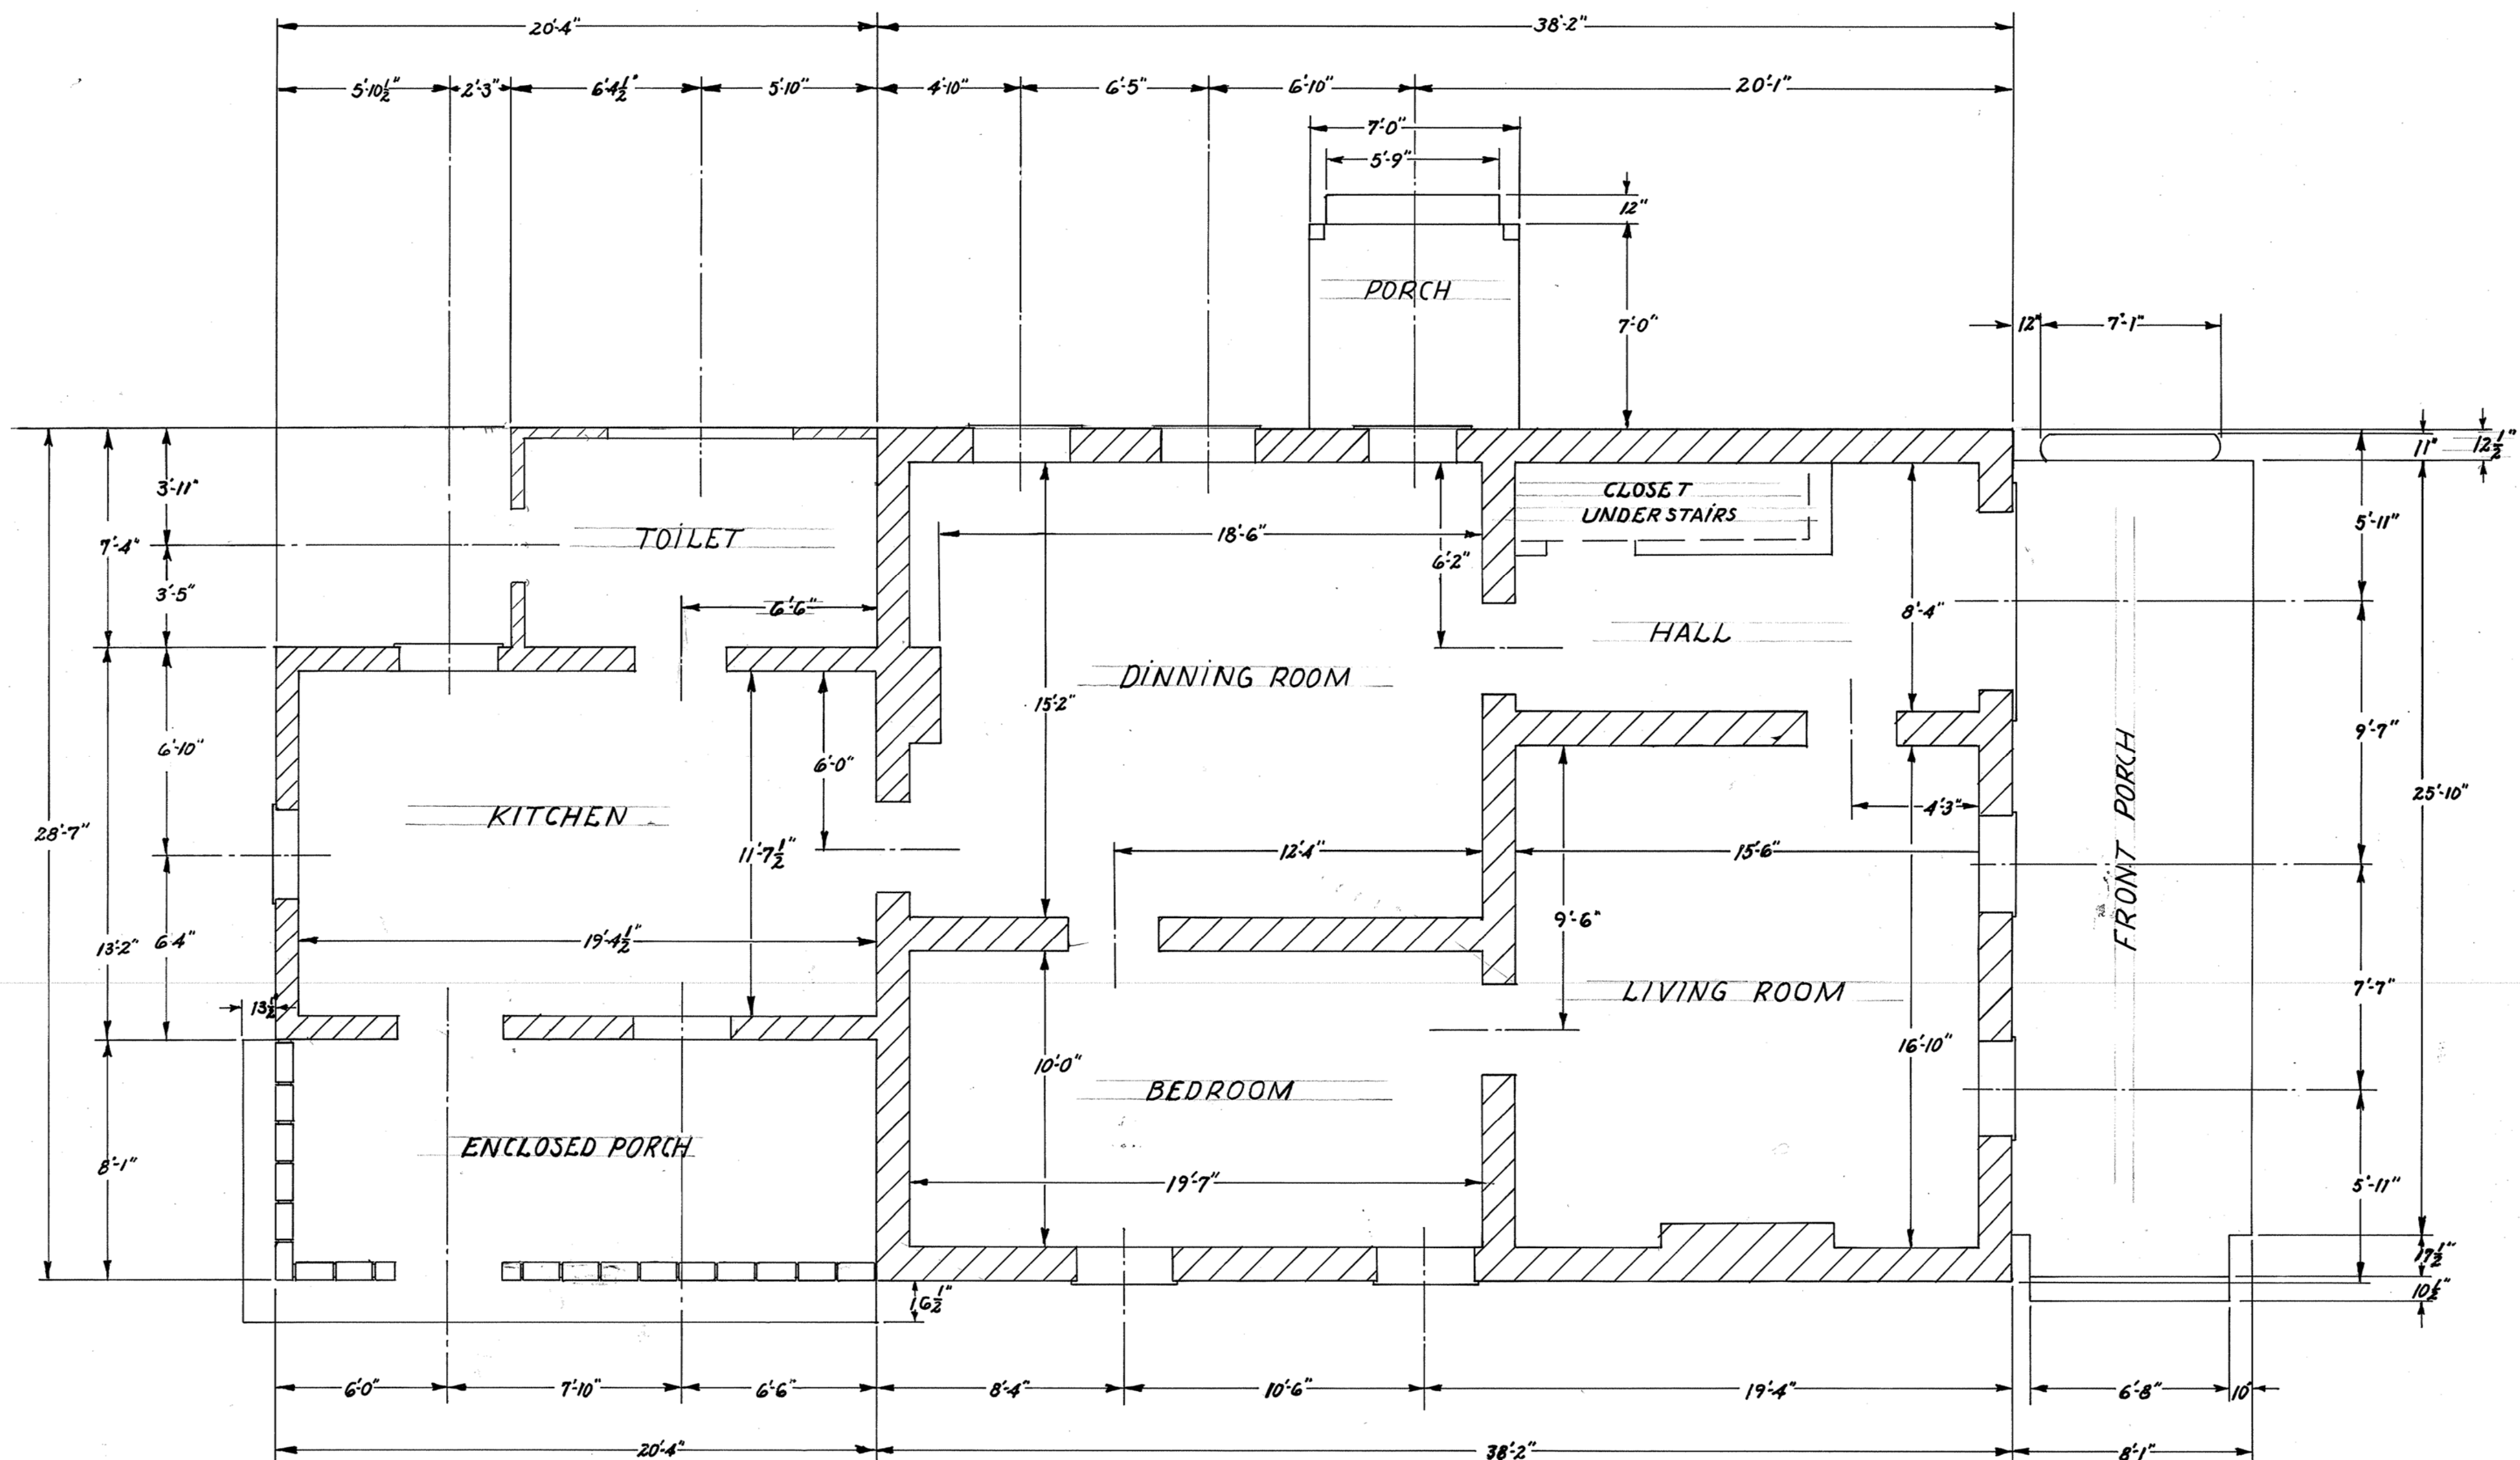 20'-4" 38'-2"
5'-10½" 2'-3" 6'-4½" 5'-10" 4'-10" 6'-5" 6'-10" 20'-1"
7'-0"
5'-9"
12"
PORCH
7'-0"
12" 7'-1"
11" 12½"
3'-11"
CLOSET
UNDERSTAIRS
5'-11"
7'-4"
TOILET
18'-6"
6'-2"
3'-5"
6'-6"
8'-4"
HALL
DINNING ROOM
15'-2"
9'-7"
6'-10"
6'-0"
FRONT PORCH
25'-10"
4'-3"
KITCHEN
28'-7"
11'-7½"
12'-4"
15'-6"
9'-6"
13'-2"
6'-4"
19'-4½"
LIVING ROOM
7'-7"
13½"
16'-10"
10'-0"
BEDROOM
ENCLOSED PORCH
8'-1"
19'-7"
5'-11"
17½"
10½"
16½"
6'-0" 7'-10" 6'-6" 8'-4" 10'-6" 19'-4" 6'-8" 10"
20'-4" 38'-2" 8'-1"